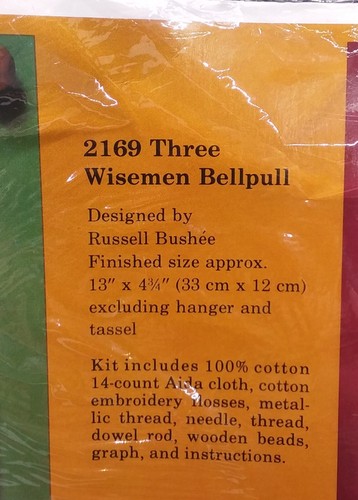 2169 Three
Wisemen Bellpull
Designed by
Russell Bushée
Finished size approx.
13" x 4¾" (33 cm x 12 cm)
excluding hanger and
tassel
Kit includes 100% cotton
14-count Aida cloth, cotton
embroidery flosses, metal-
lic thread, needle, thread,
dowel rod, wooden beads,
graph, and instructions.